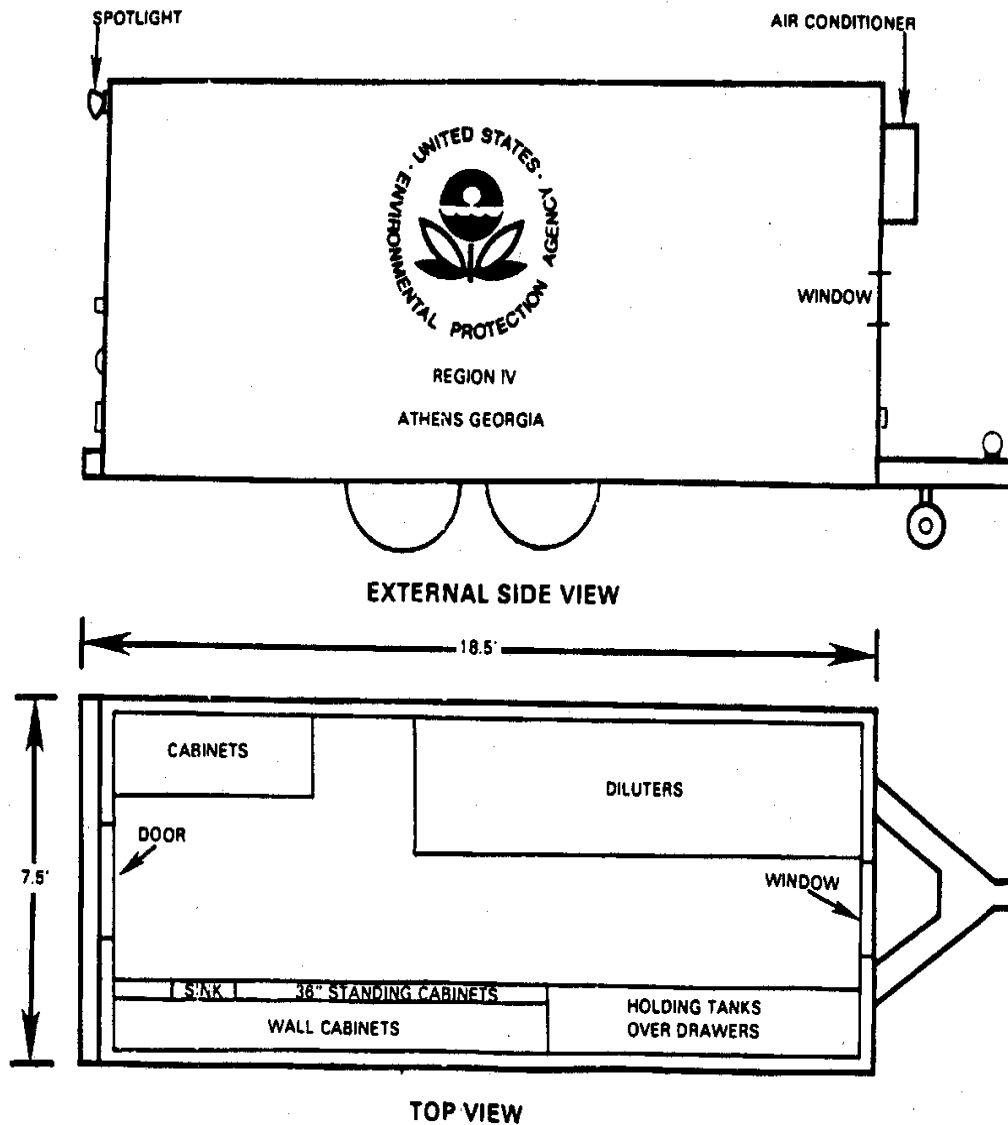 SPOTLIGHT
AIR CONDITIONER
· UNITED STATES ·
ENVIRONMENTAL PROTECTION AGENCY
WINDOW
REGION IV
ATHENS GEORGIA
EXTERNAL SIDE VIEW
18.5'
CABINETS
DILUTERS
DOOR
7.5'
WINDOW
SINK
36" STANDING CABINETS
WALL CABINETS
HOLDING TANKS
OVER DRAWERS
TOP VIEW